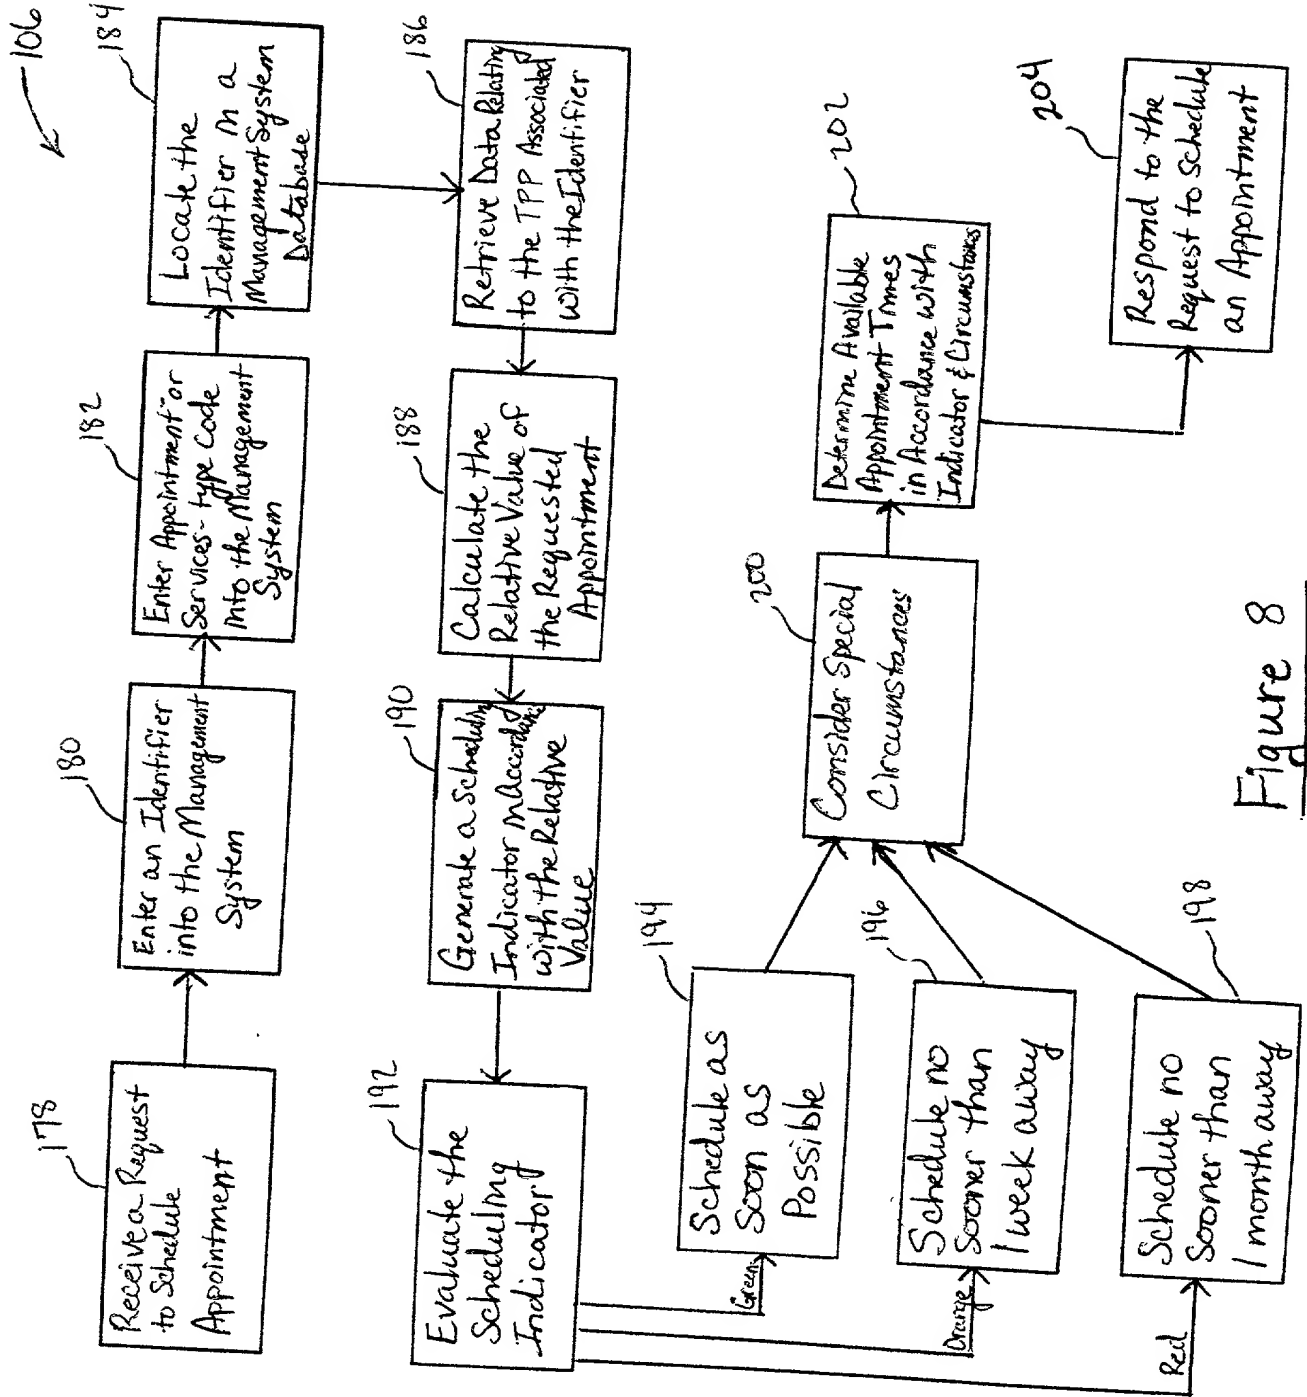 106
178
Receive a Request
to Schedule
Appointment
180
Enter an Identifier
into the Management
System
182
Enter Appointment- or
Services-type Code
into the Management
System
184
Locate the
Identifier in a
Management System
Database
186
Retrieve Data Relating
to the TPP Associated
with the Identifier
188
Calculate the
Relative Value of
the Requested
Appointment
190
Generate a Scheduling
Indicator in Accordance
with the Relative
Value
192
Evaluate the
Scheduling
Indicator
Green
Orange
Red
194
Schedule as
Soon as
Possible
196
Schedule no
Sooner than
1 week away
198
Schedule no
Sooner than
1 month away
200
Consider Special
Circumstances
202
Determine Available
Appointment Times
in Accordance with
Indicator & Circumstances
204
Respond to the
Request to Schedule
an Appointment
Figure 8